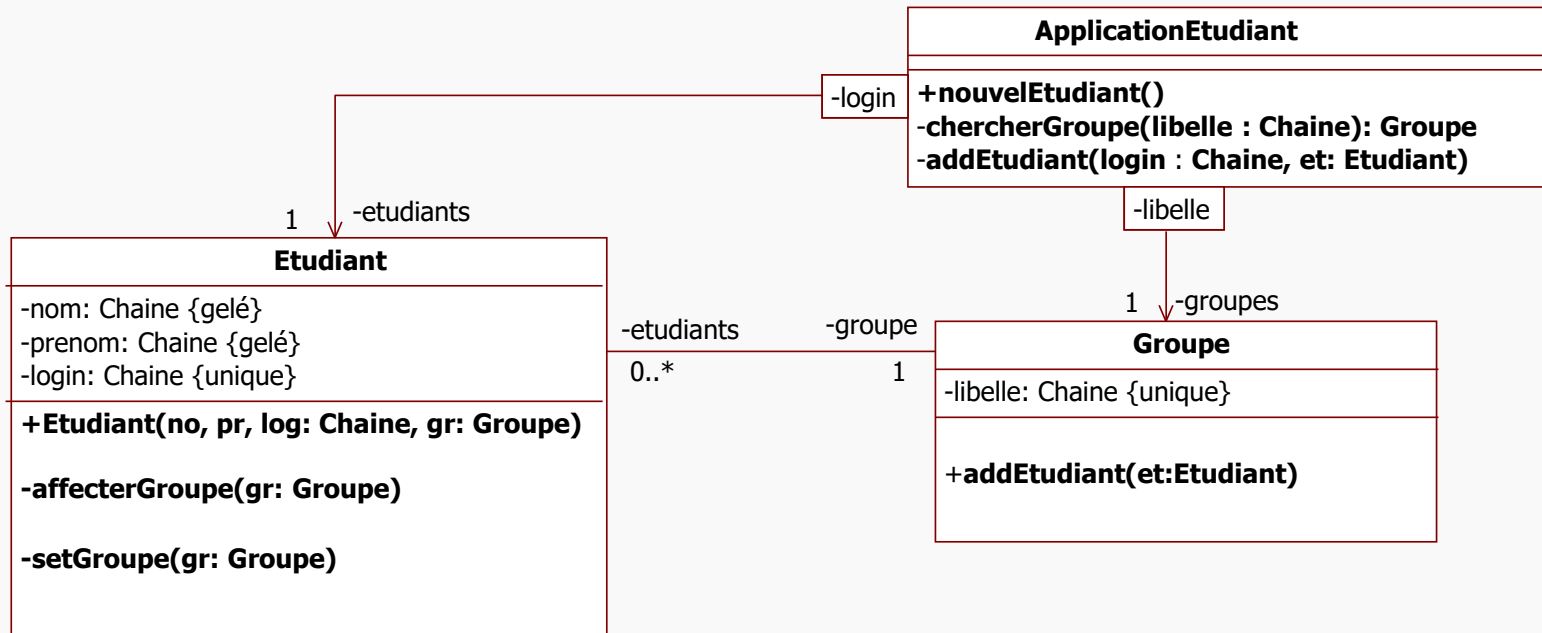 ApplicationEtudiant
-login
+nouvelEtudiant()
-chercherGroupe(libelle : Chaine): Groupe
-addEtudiant(login : Chaine, et: Etudiant)
-libelle
1
-etudiants
Etudiant
-nom: Chaine {gelé}
-prenom: Chaine {gelé}
-login: Chaine {unique}
+Etudiant(no, pr, log: Chaine, gr: Groupe)
-affecterGroupe(gr: Groupe)
-setGroupe(gr: Groupe)
-etudiants
0..*
-groupe
1
1
-groupes
Groupe
-libelle: Chaine {unique}
+addEtudiant(et:Etudiant)